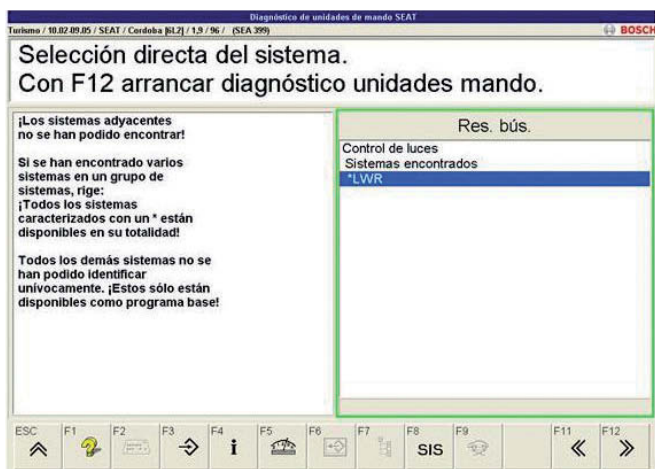 Diagnóstico de unidades de mando SEAT
Turismo / 10.02-09.05 / SEAT / Cordoba [6L2] / 1,9 / 96 / (SEA 399)
BOSCH
Selección directa del sistema.
Con F12 arrancar diagnóstico unidades mando.
¡Los sistemas adyacentes
no se han podido encontrar!
Si se han encontrado varios
sistemas en un grupo de
sistemas, rige:
¡Todos los sistemas
caracterizados con un * están
disponibles en su totalidad!
Todos los demás sistemas no se
han podido identificar
unívocamente. ¡Estos sólo están
disponibles como programa base!
Res. bús.
Control de luces
Sistemas encontrados
*LWR
ESC F1 F2 F3 F4 F5 F6 F7 F8 F9 F11 F12
i SIS